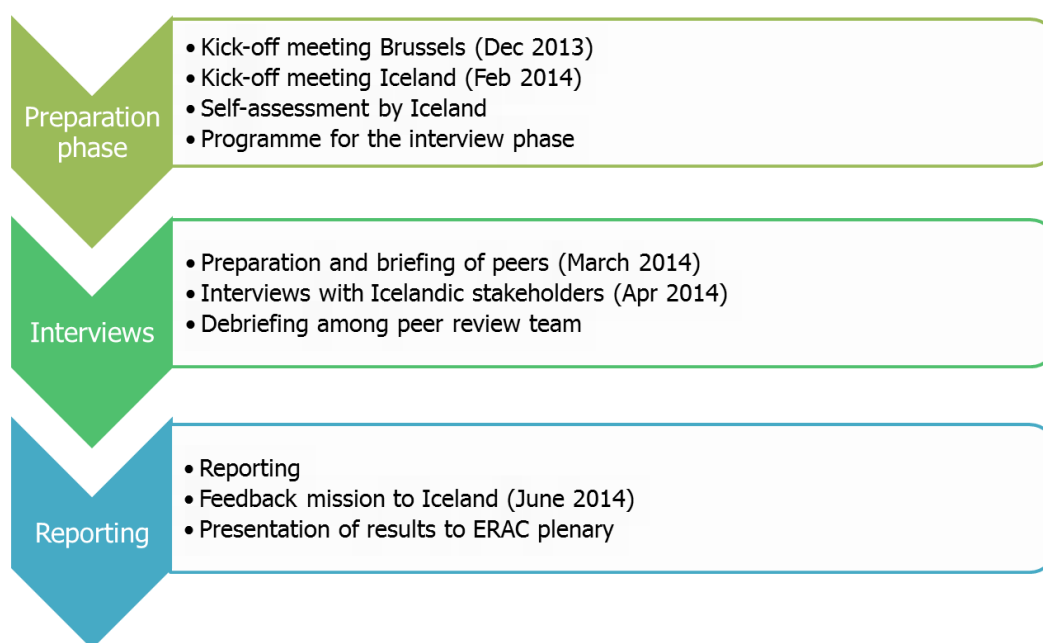 Preparation
phase
• Kick-off meeting Brussels (Dec 2013)
• Kick-off meeting Iceland (Feb 2014)
• Self-assessment by Iceland
• Programme for the interview phase
Interviews
• Preparation and briefing of peers (March 2014)
• Interviews with Icelandic stakeholders (Apr 2014)
• Debriefing among peer review team
Reporting
• Reporting
• Feedback mission to Iceland (June 2014)
• Presentation of results to ERAC plenary